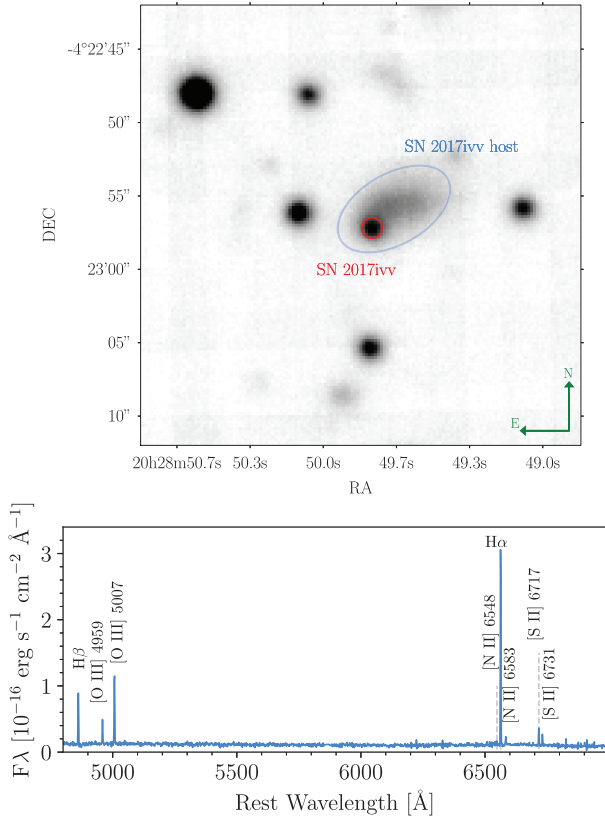 -4°22'45"
50"
55"
23'00"
05"
10"
DEC
SN 2017ivv host
SN 2017ivv
N
E
20h28m50.7s 50.3s 50.0s 49.7s 49.3s 49.0s
RA
Fλ [10⁻¹⁶ erg s⁻¹ cm⁻² Å⁻¹]
3
2
1
0
Hβ
[O III] 4959
[O III] 5007
[N II] 6548
Hα
[N II] 6583
[S II] 6717
[S II] 6731
5000 5500 6000 6500
Rest Wavelength [Å]